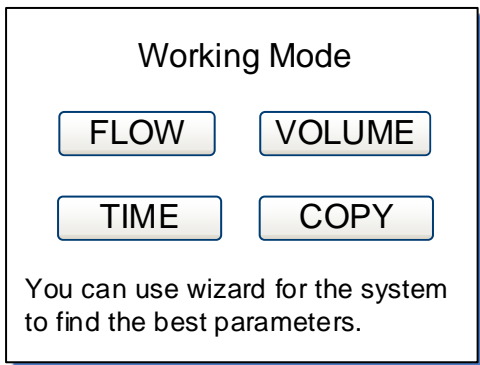 Working Mode
FLOW VOLUME
TIME COPY
You can use wizard for the system
to find the best parameters.